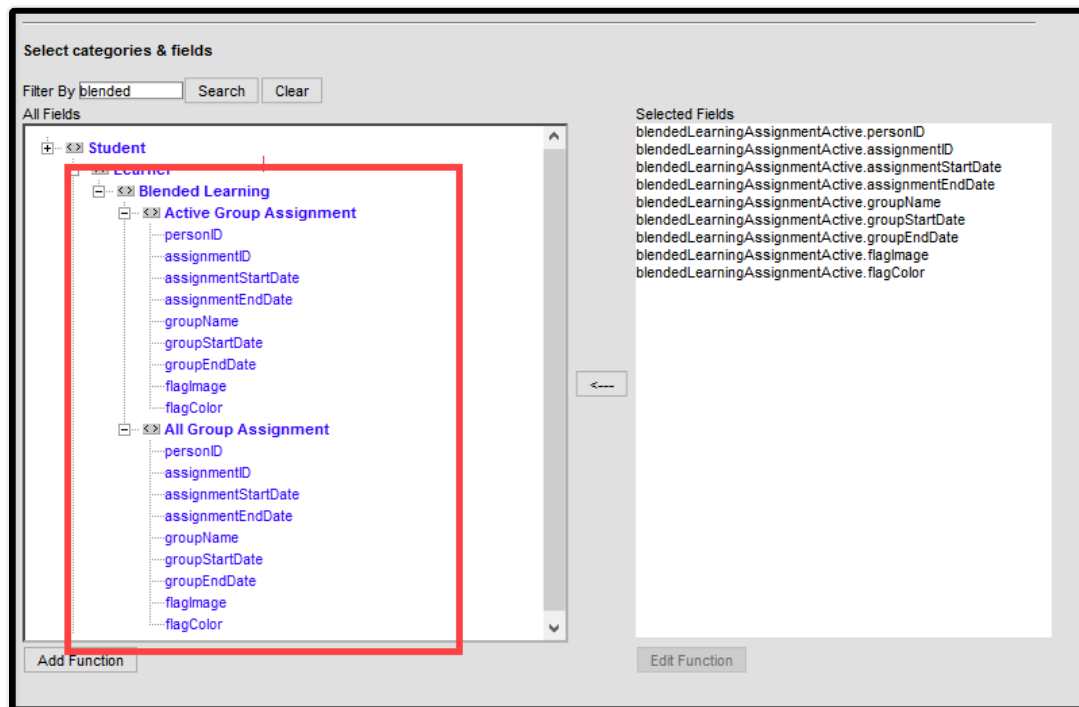 Select categories & fields
Filter By blended Search Clear
All Fields
Student
Learner
Blended Learning
Active Group Assignment
personID
assignmentID
assignmentStartDate
assignmentEndDate
groupName
groupStartDate
groupEndDate
flagImage
flagColor
All Group Assignment
personID
assignmentID
assignmentStartDate
assignmentEndDate
groupName
groupStartDate
groupEndDate
flagImage
flagColor
Add Function
<---
Selected Fields
blendedLearningAssignmentActive.personID
blendedLearningAssignmentActive.assignmentID
blendedLearningAssignmentActive.assignmentStartDate
blendedLearningAssignmentActive.assignmentEndDate
blendedLearningAssignmentActive.groupName
blendedLearningAssignmentActive.groupStartDate
blendedLearningAssignmentActive.groupEndDate
blendedLearningAssignmentActive.flagImage
blendedLearningAssignmentActive.flagColor
Edit Function